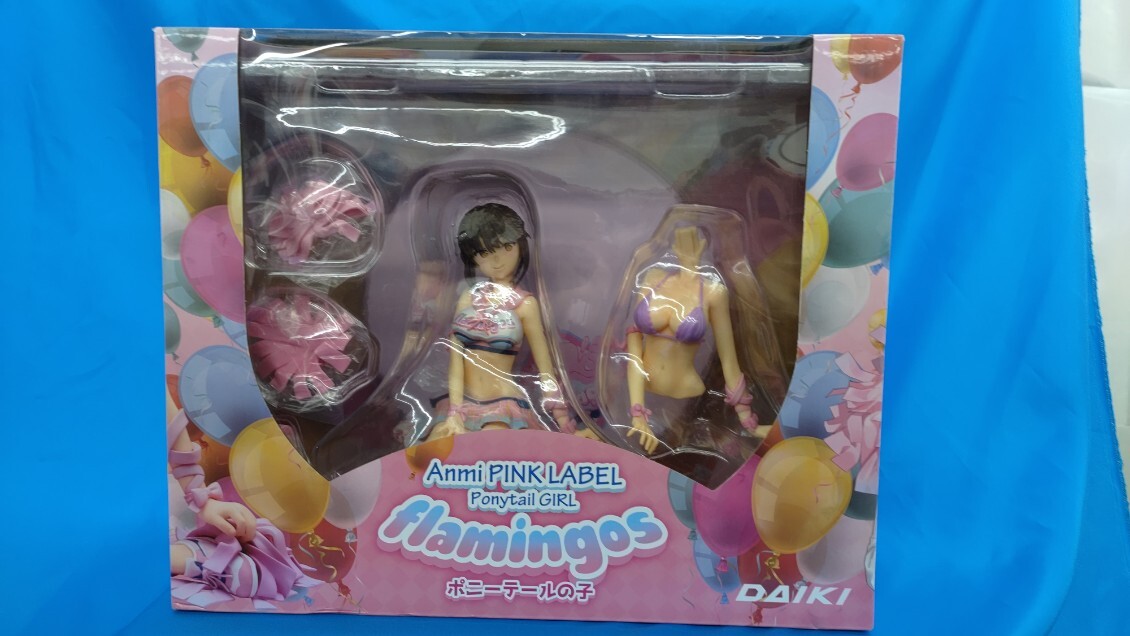 Anmi PINK LABEL
Ponytail GIRL
flamingos
ポニーテールの子
DAIKI